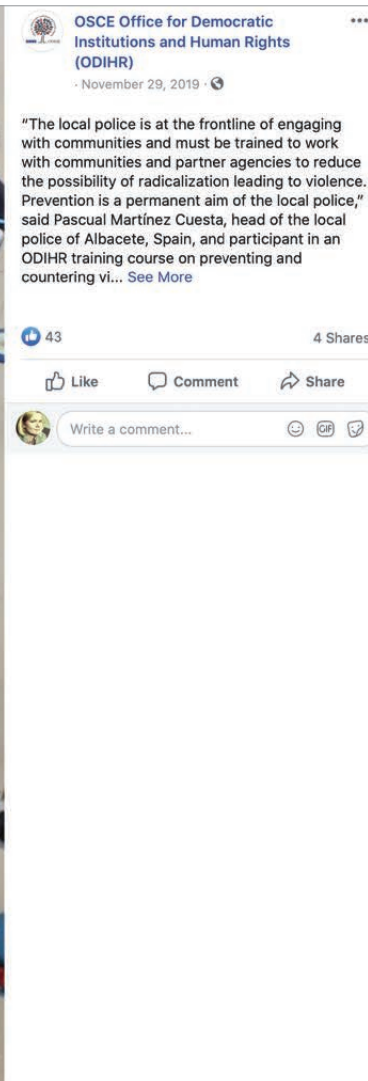 OSCE Office for Democratic
Institutions and Human Rights
(ODIHR)
· November 29, 2019 ·
"The local police is at the frontline of engaging
with communities and must be trained to work
with communities and partner agencies to reduce
the possibility of radicalization leading to violence.
Prevention is a permanent aim of the local police,"
said Pascual Martínez Cuesta, head of the local
police of Albacete, Spain, and participant in an
ODIHR training course on preventing and
countering vi... See More
43 4 Shares
Like Comment Share
Write a comment... GIF